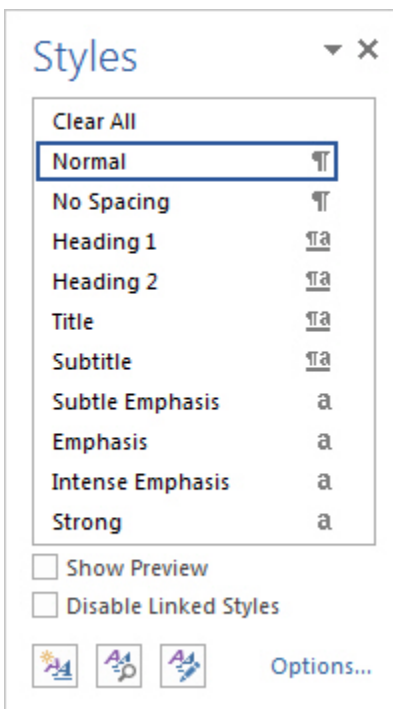 Styles
Clear All
Normal ¶
No Spacing ¶
Heading 1 ¶a
Heading 2 ¶a
Title ¶a
Subtitle ¶a
Subtle Emphasis a
Emphasis a
Intense Emphasis a
Strong a
Show Preview
Disable Linked Styles
Options...